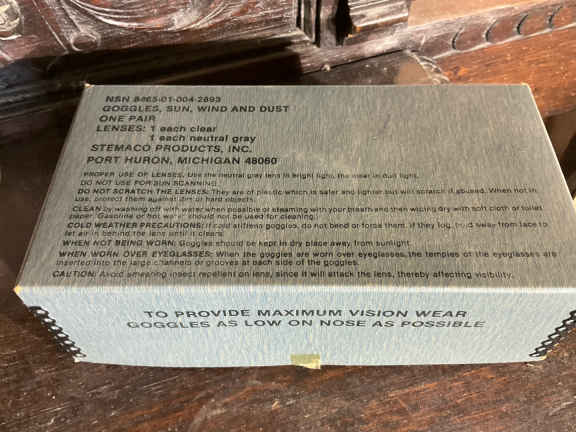 NSN 8465-01-004-2893
GOGGLES, SUN, WIND AND DUST
ONE PAIR
LENSES: 1 each clear
1 each neutral gray
STEMACO PRODUCTS, INC.
PORT HURON, MICHIGAN 48060
PROPER USE OF LENSES. Use the neutral gray lens in bright light, the clear in dull light.
DO NOT USE FOR SUN SCANNING.
DO NOT SCRATCH THE LENSES: They are of plastic which is safer and lighter but will scratch if abused. When not in
use, protect them against dirt or hard objects.
CLEAN by washing off with water when possible or steaming with your breath and then wiping dry with soft cloth or toilet
paper. Gasoline or hot water should not be used for cleaning.
COLD WEATHER PRECAUTIONS: If cold stiffens goggles, do not bend or force them. If they fog, hold away from face to
let air in behind the lens until it clears.
WHEN NOT BEING WORN: Goggles should be kept in dry place away from sunlight.
WHEN WORN OVER EYEGLASSES: When the goggles are worn over eyeglasses, the temples of the eyeglasses are
inserted into the large channels or grooves at each side of the goggles.
CAUTION: Avoid smearing insect repellent on lens, since it will attack the lens, thereby affecting visibility.
TO PROVIDE MAXIMUM VISION WEAR
GOGGLES AS LOW ON NOSE AS POSSIBLE